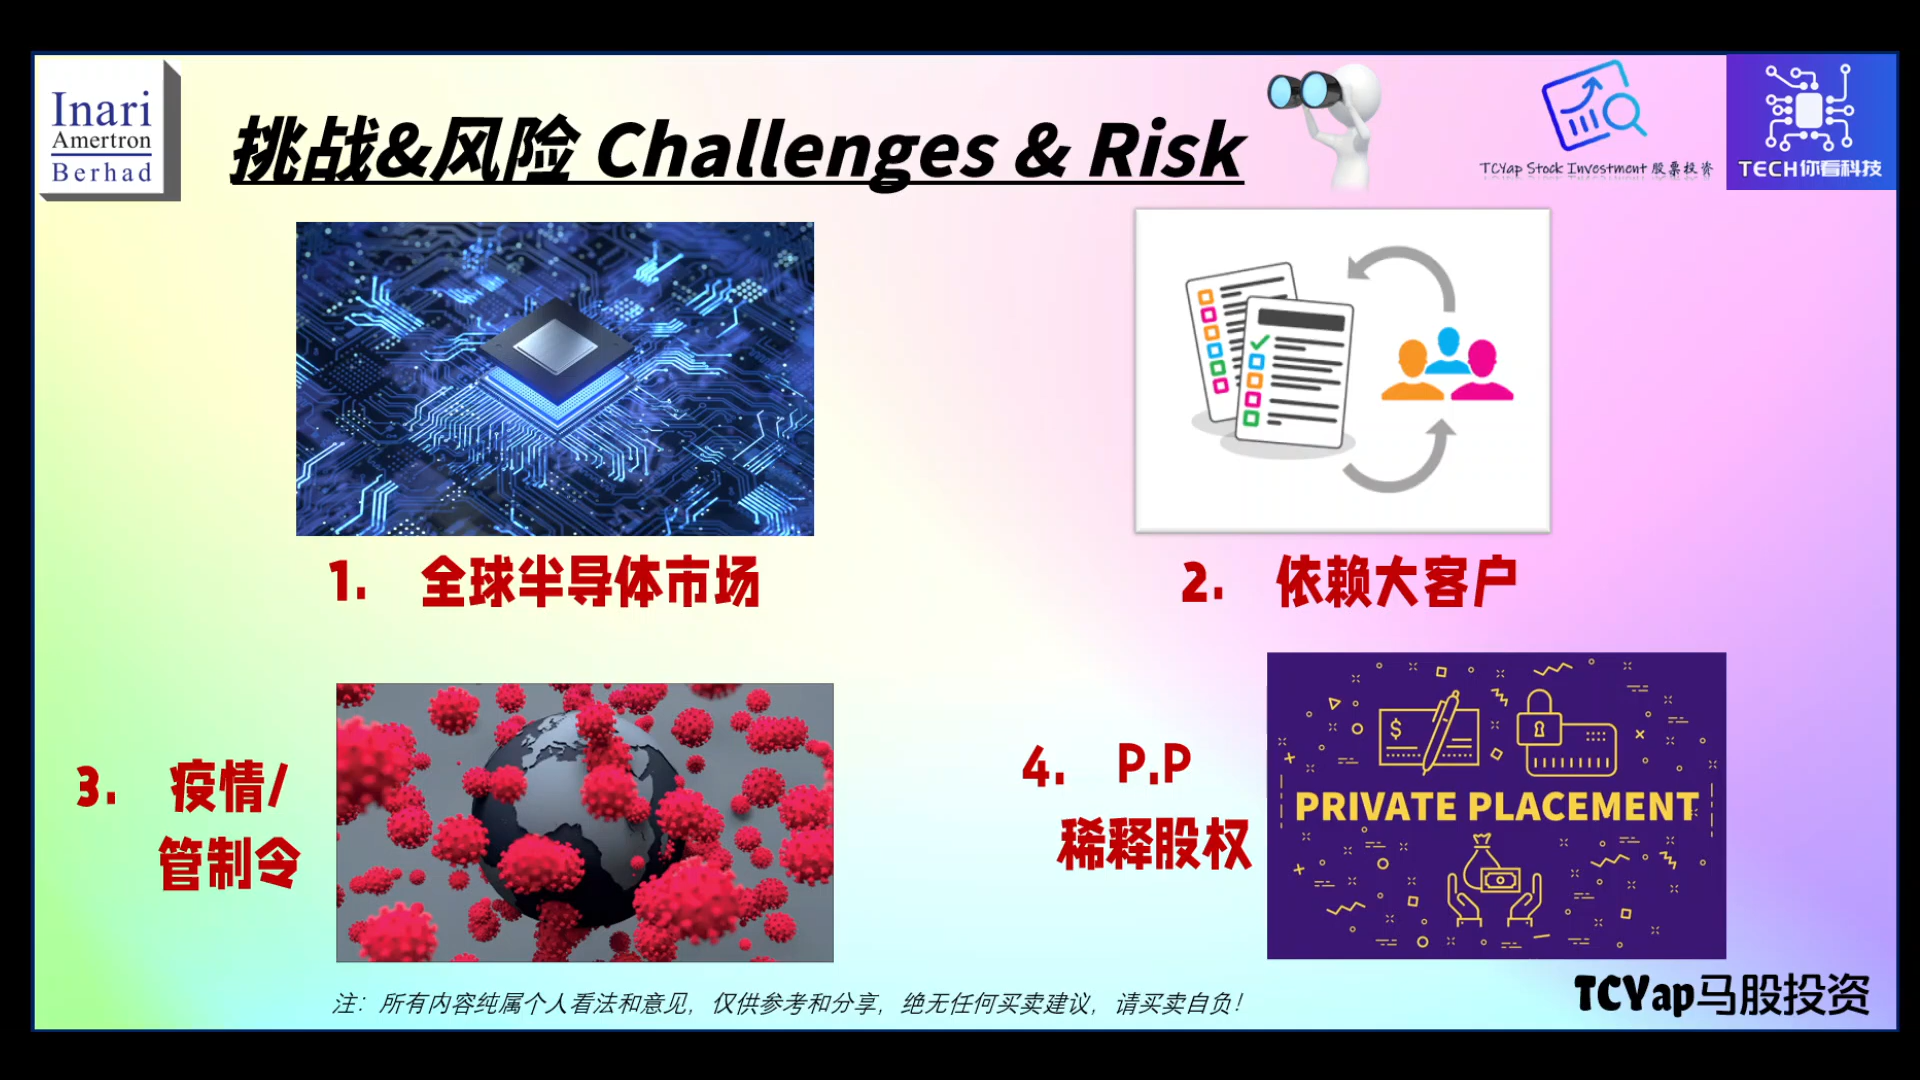 Inari
Amertron
Berhad
挑战&风险 Challenges & Risk
TCYap Stock Investment 股票投资
TECH你看科技
1. 全球半导体市场
2. 依赖大客户
3. 疫情/
管制令
4. P.P
稀释股权
$
PRIVATE PLACEMENT
注：所有内容纯属个人看法和意见，仅供参考和分享，绝无任何买卖建议，请买卖自负！
TCYap马股投资